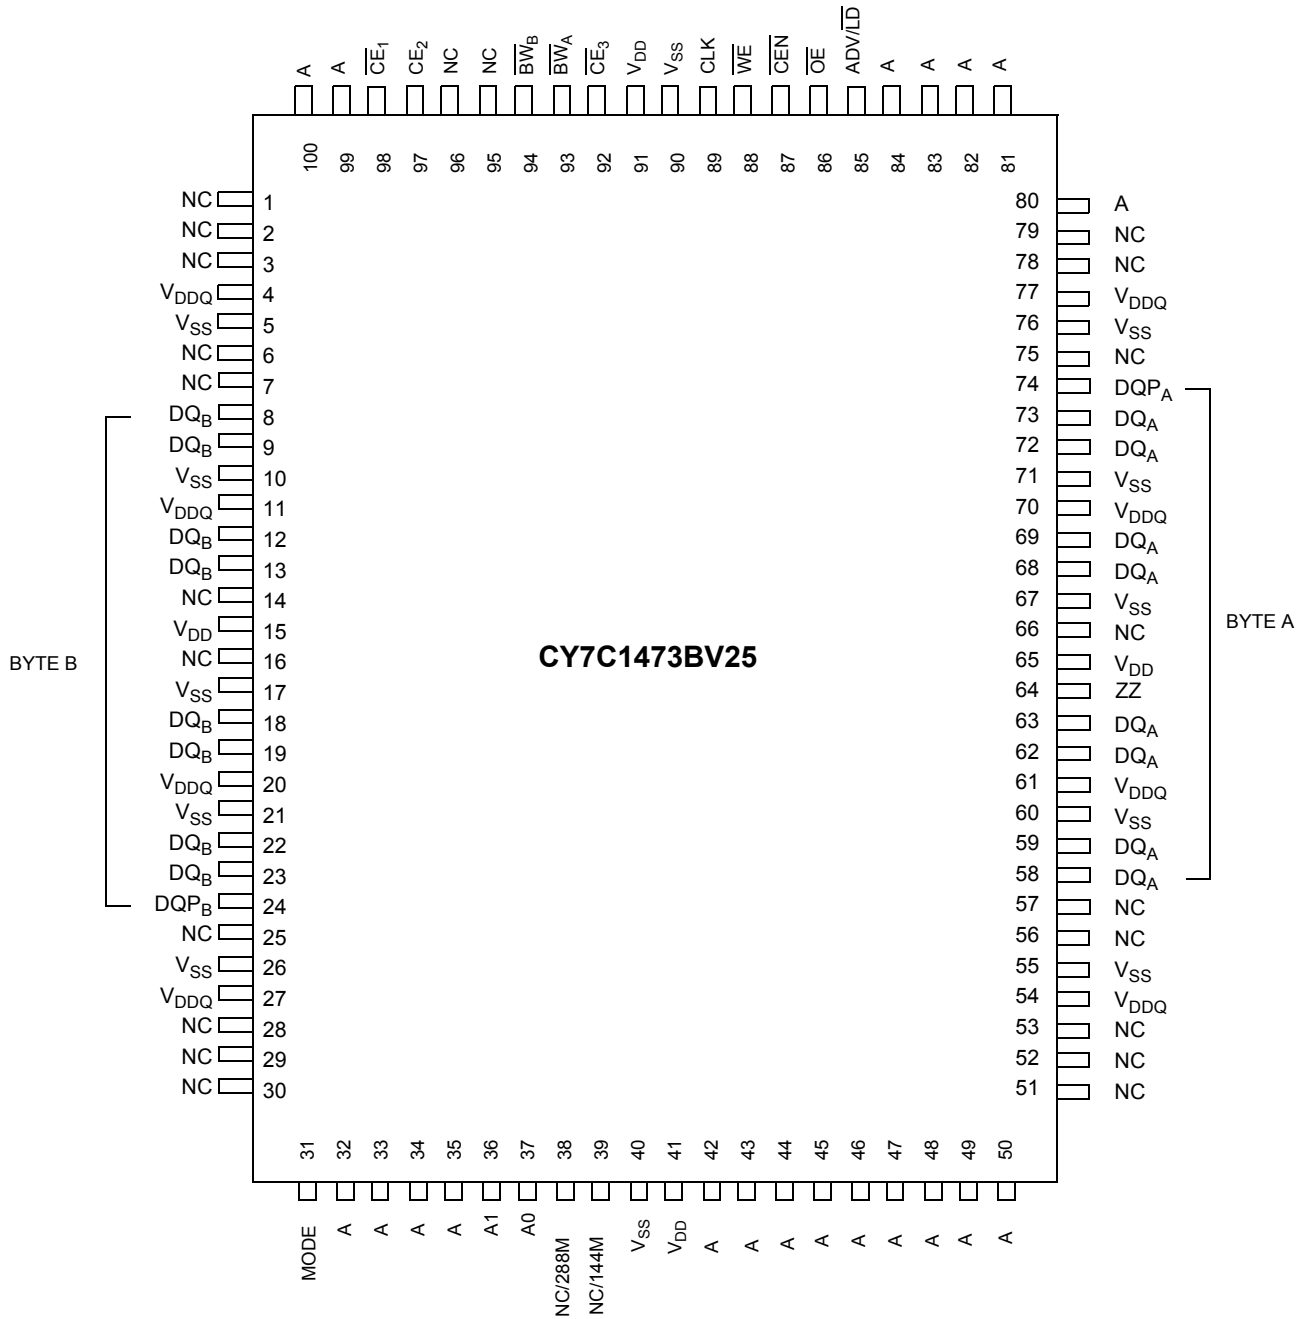 A
A
CE1
CE2
NC
NC
BWB
BWA
CE3
VDD
VSS
CLK
WE
CEN
OE
ADV/LD
A
A
A
A
100
99
98
97
96
95
94
93
92
91
90
89
88
87
86
85
84
83
82
81
NC 1
NC 2
NC 3
VDDQ 4
VSS 5
NC 6
NC 7
DQB 8
DQB 9
VSS 10
VDDQ 11
DQB 12
DQB 13
NC 14
VDD 15
NC 16
VSS 17
DQB 18
DQB 19
VDDQ 20
VSS 21
DQB 22
DQB 23
DQPB 24
NC 25
VSS 26
VDDQ 27
NC 28
NC 29
NC 30
BYTE B
CY7C1473BV25
80 A
79 NC
78 NC
77 VDDQ
76 VSS
75 NC
74 DQPA
73 DQA
72 DQA
71 VSS
70 VDDQ
69 DQA
68 DQA
67 VSS
66 NC
65 VDD
64 ZZ
63 DQA
62 DQA
61 VDDQ
60 VSS
59 DQA
58 DQA
57 NC
56 NC
55 VSS
54 VDDQ
53 NC
52 NC
51 NC
BYTE A
31
32
33
34
35
36
37
38
39
40
41
42
43
44
45
46
47
48
49
50
MODE
A
A
A
A
A1
A0
NC/288M
NC/144M
VSS
VDD
A
A
A
A
A
A
A
A
A